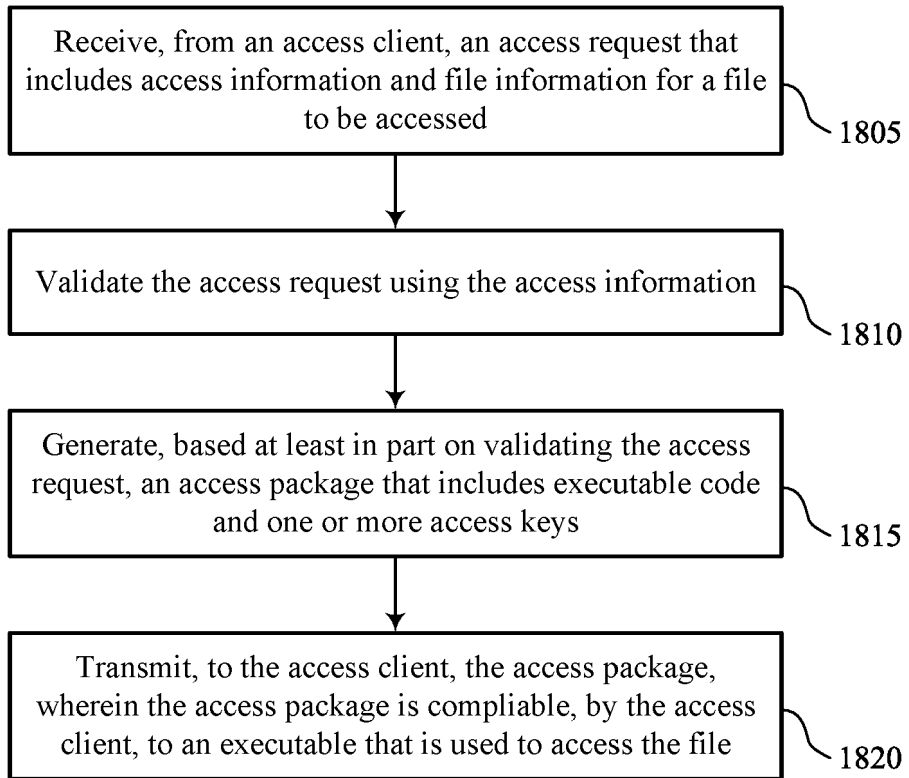 Receive, from an access client, an access request that
includes access information and file information for a file
to be accessed
1805
Validate the access request using the access information
1810
Generate, based at least in part on validating the access
request, an access package that includes executable code
and one or more access keys
1815
Transmit, to the access client, the access package,
wherein the access package is compliable, by the access
client, to an executable that is used to access the file
1820